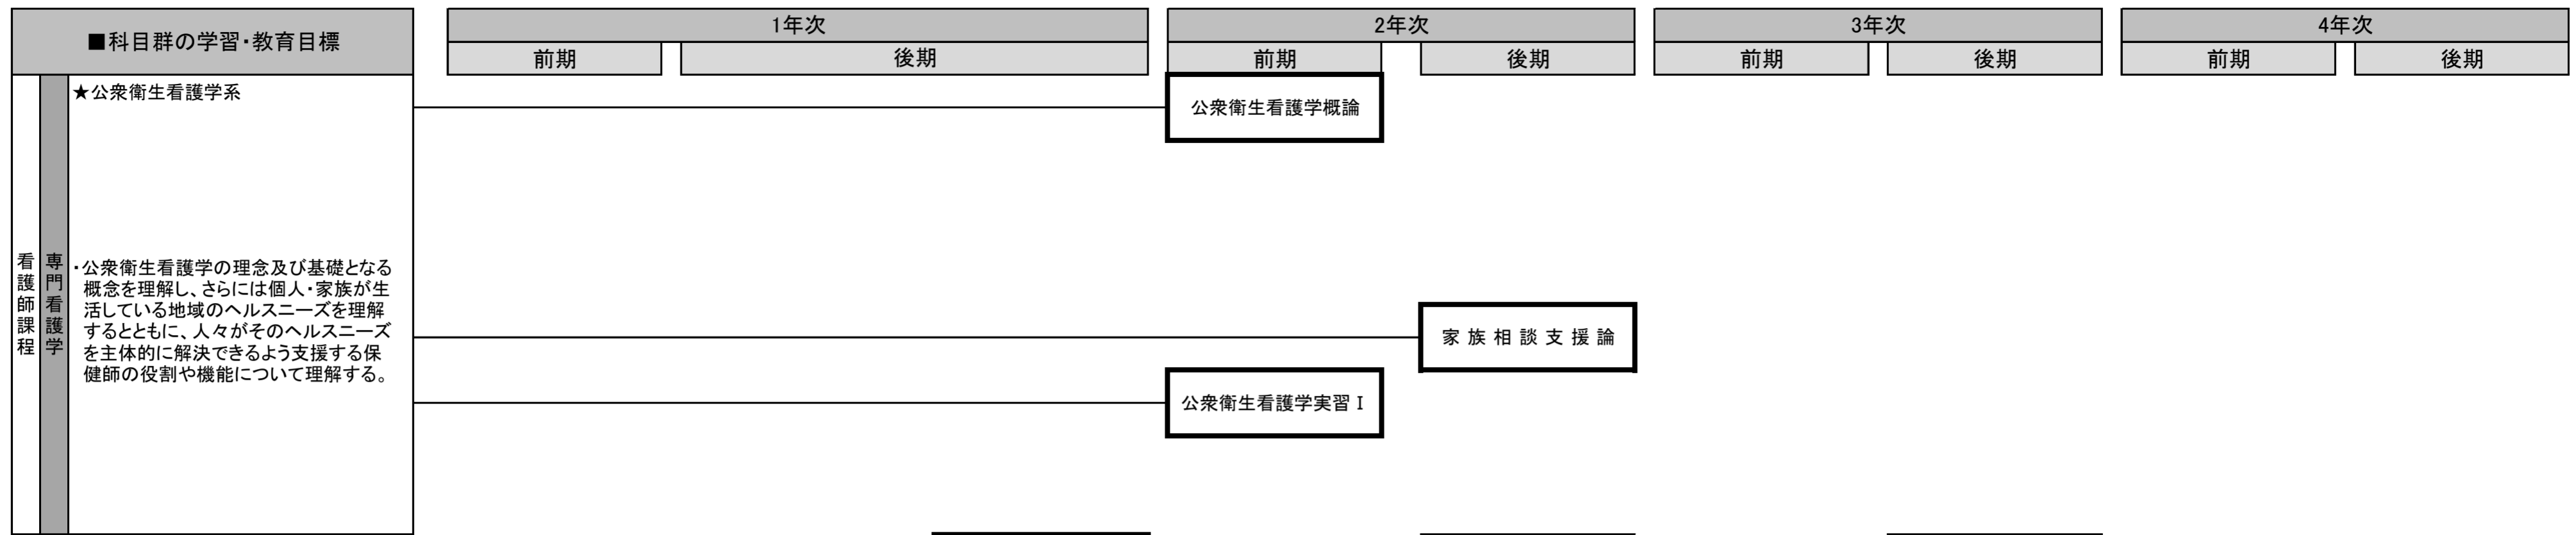 ■科目群の学習・教育目標
1年次
2年次
3年次
4年次
前期
後期
前期
後期
前期
後期
前期
後期
看護師課程
専門看護学
★公衆衛生看護学系
・公衆衛生看護学の理念及び基礎となる
概念を理解し、さらには個人・家族が生
活している地域のヘルスニーズを理解
するとともに、人々がそのヘルスニーズ
を主体的に解決できるよう支援する保
健師の役割や機能について理解する。
公衆衛生看護学概論
家族相談支援論
公衆衛生看護学実習Ⅰ